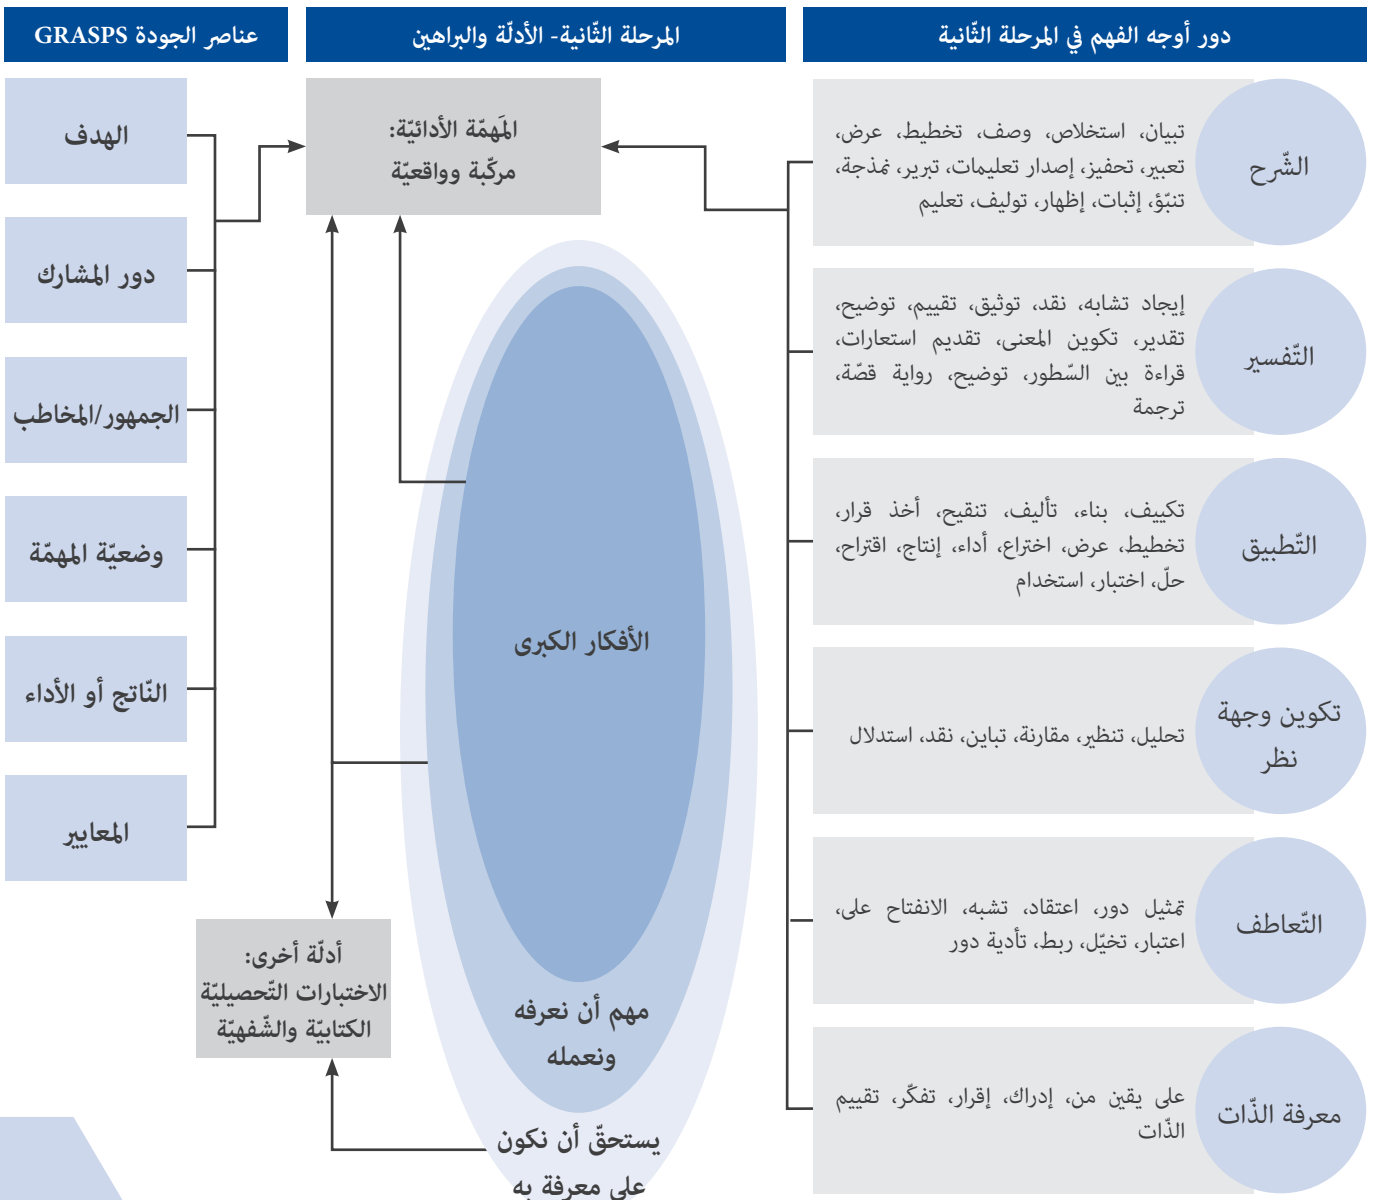 دور أوجه الفهم في المرحلة الثّانية
الشّرح
تبيان، استخلاص، وصف، تخطيط، عرض،
تعبير، تحفيز، إصدار تعليمات، تبرير، نمذجة،
تنبّؤ، إثبات، إظهار، توليف، تعليم
التّفسير
إيجاد تشابه، نقد، توثيق، تقييم، توضيح،
تقدير، تكوين المعنى، تقديم استعارات،
قراءة بين السّطور، توضيح، رواية قصّة،
ترجمة
التّطبيق
تكييف، بناء، تأليف، تنقيح، أخذ قرار،
تخطيط، عرض، اختراع، أداء، إنتاج، اقتراح،
حلّ، اختبار، استخدام
تكوين وجهة
نظر
تحليل، تنظير، مقارنة، تباين، نقد، استدلال
التّعاطف
تمثيل دور، اعتقاد، تشبه، الانفتاح على،
اعتبار، تخيّل، ربط، تأدية دور
معرفة الذّات
على يقين من، إدراك، إقرار، تفكّر، تقييم
الذّات
المرحلة الثّانية- الأدلّة والبراهين
المَهمّة الأدائيّة:
مركّبة وواقعيّة
الأفكار الكبرى
مهم أن نعرفه
ونعمله
يستحقّ أن نكون
على معرفة به
أدلّة أخرى:
الاختبارات التّحصيليّة
الكتابيّة والشّفهيّة
عناصر الجودة GRASPS
الهدف
دور المشارك
الجمهور/المخاطب
وضعيّة المهمّة
النّاتج أو الأداء
المعايير